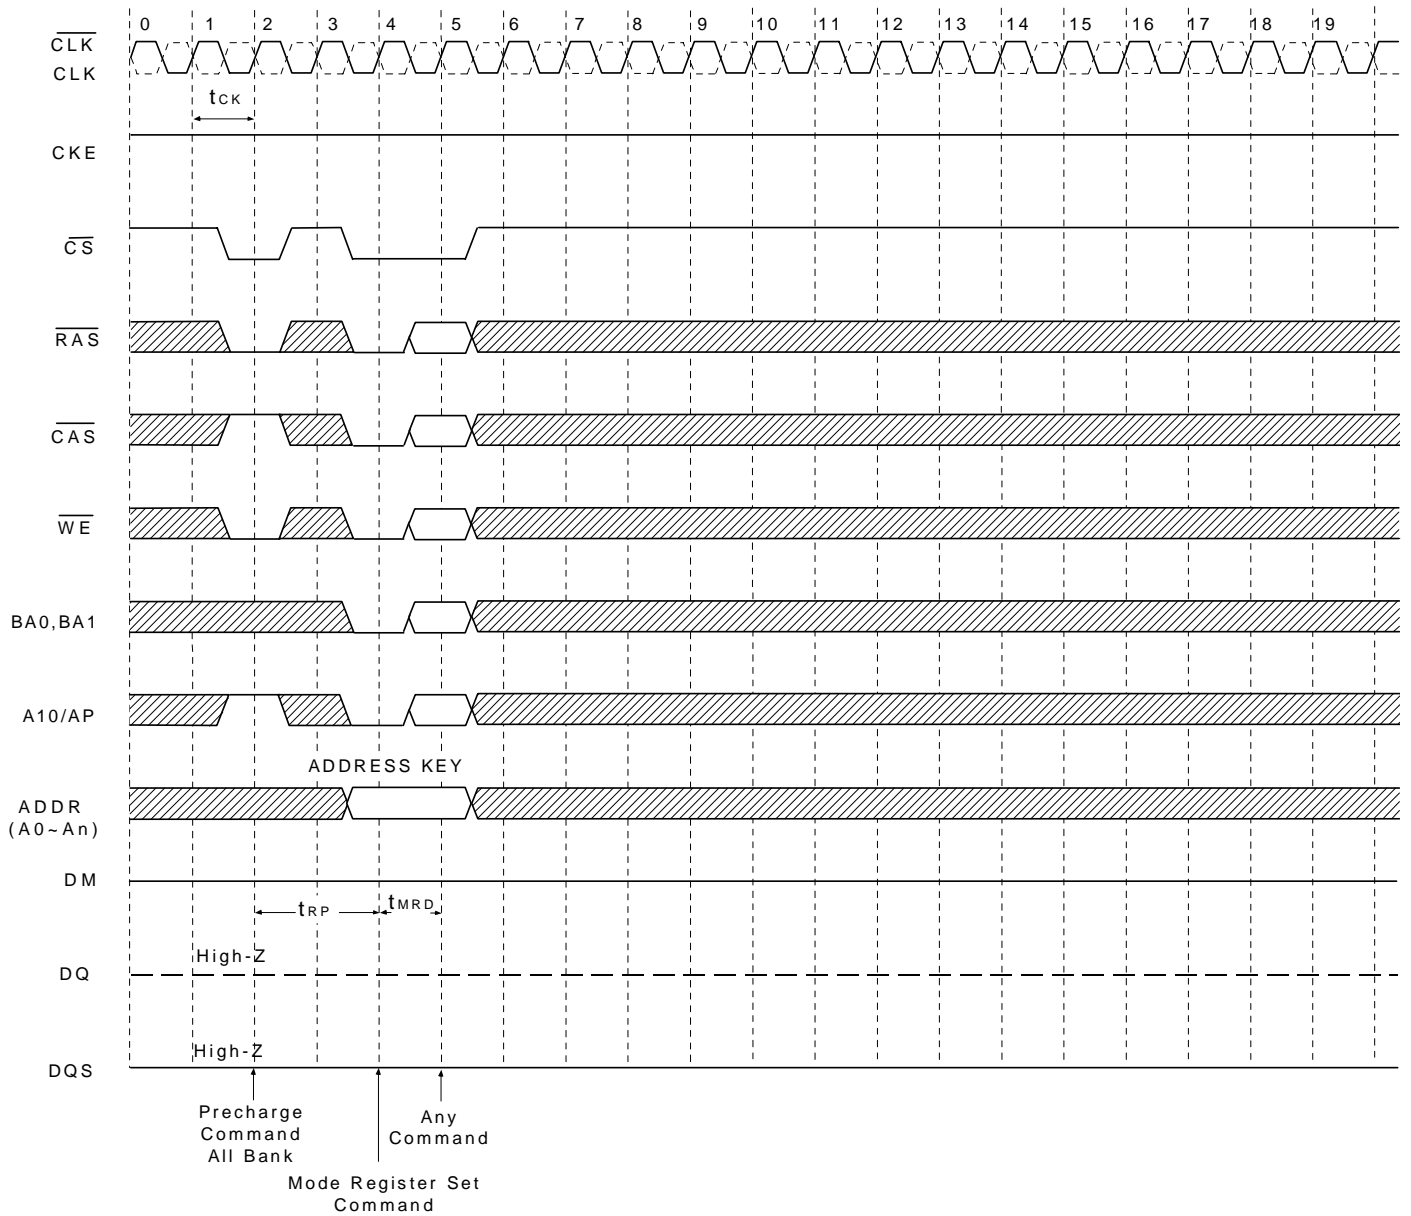 0 1 2 3 4 5 6 7 8 9 10 11 12 13 14 15 16 17 18 19
CLK
CLK
tCK
CKE
CS
RAS
CAS
WE
BA0,BA1
A10/AP
ADDRESS KEY
ADDR
(A0~An)
DM
tRP tMRD
High-Z
DQ
High-Z
DQS
Precharge
Command
All Bank
Any
Command
Mode Register Set
Command